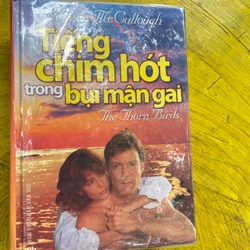 McCullough
Tiếng
chim hót
trong
bụi mận gai
The Thorn Birds